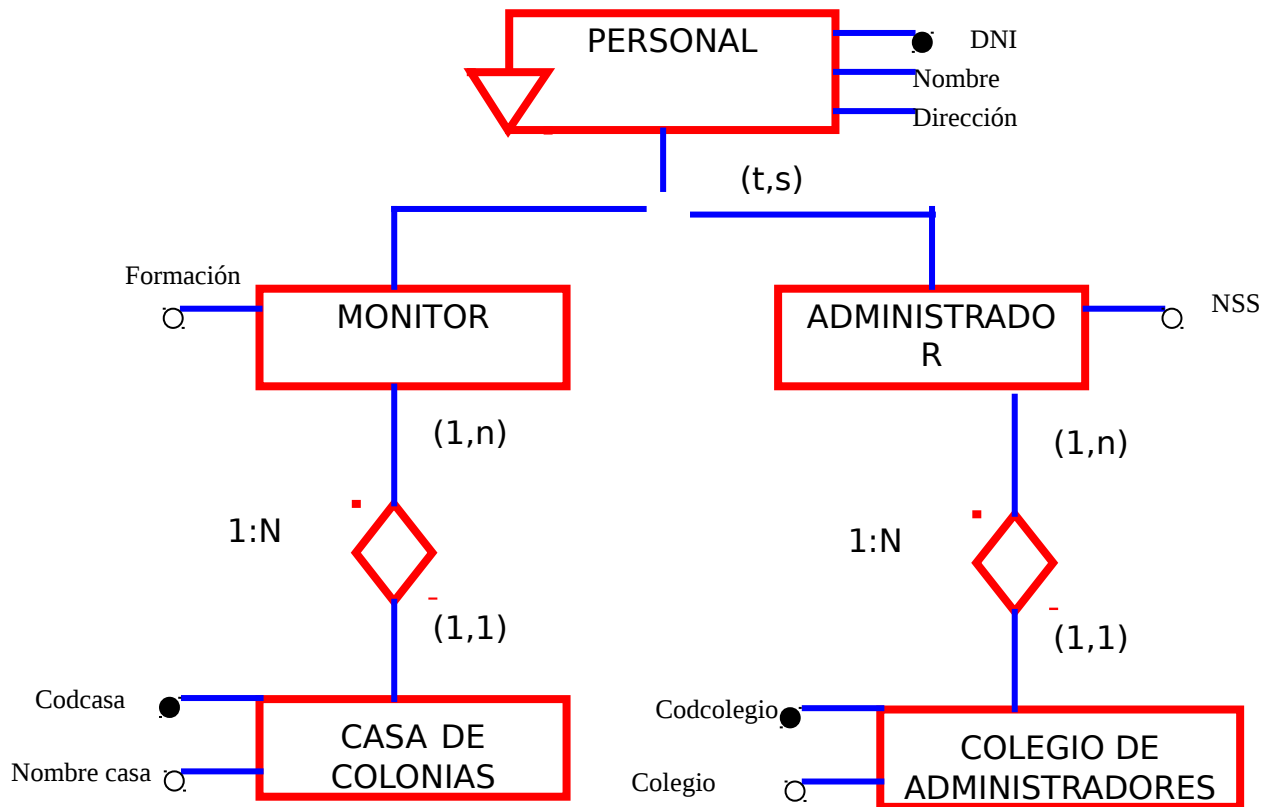 PERSONAL
DNI
Nombre
Dirección
(t,s)
Formación
MONITOR
ADMINISTRADO
R
NSS
(1,n)
(1,n)
1:N
1:N
(1,1)
(1,1)
Codcasa
Nombre casa
CASA DE
COLONIAS
Codcolegio
Colegio
COLEGIO DE
ADMINISTRADORES